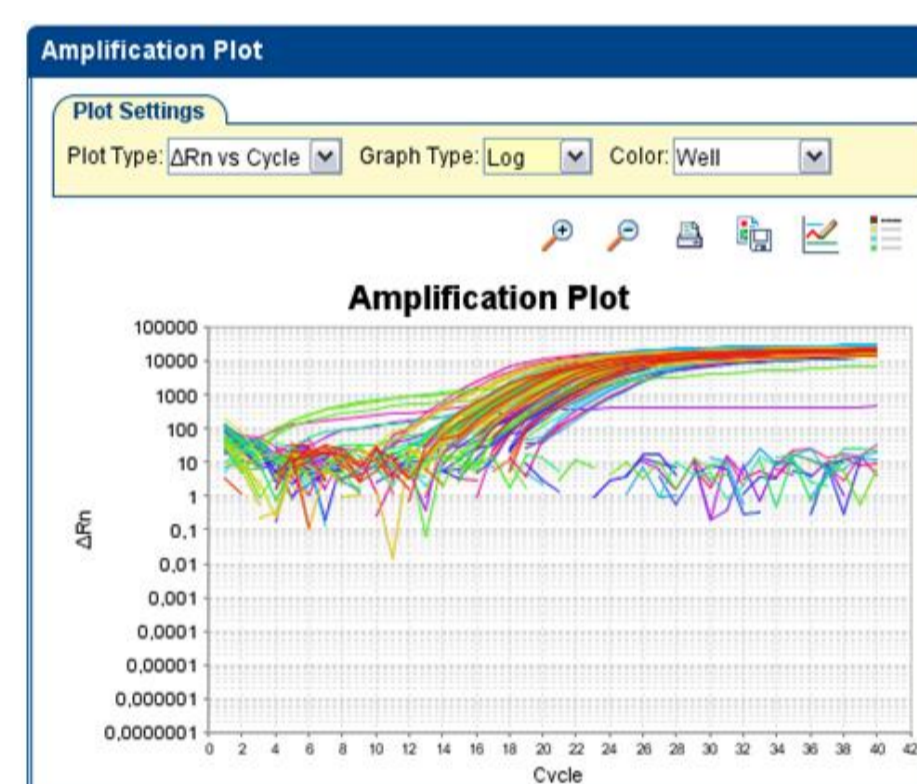 Amplification Plot
Plot Settings
Plot Type: ΔRn vs Cycle Graph Type: Log Color: Well
Amplification Plot
100000
10000
1000
100
10
1
0,1
0,01
0,001
0,0001
0,00001
0,000001
0,0000001
ΔRn
0 2 4 6 8 10 12 14 16 18 20 22 24 26 28 30 32 34 36 38 40 42
Cycle